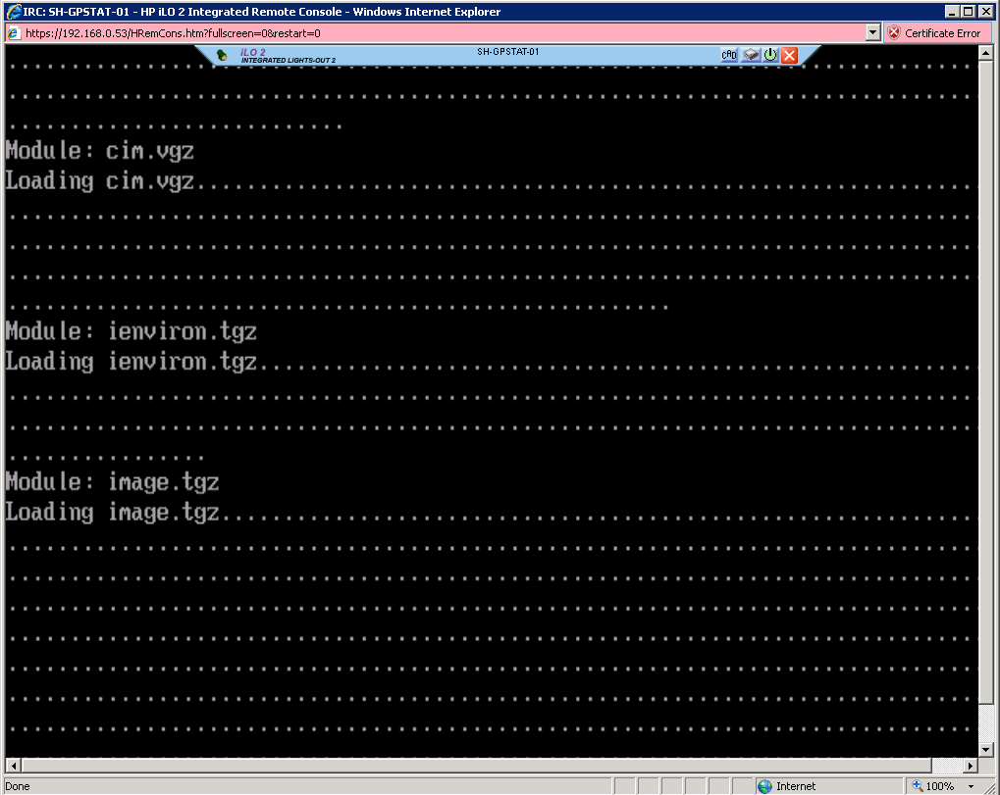 IRC: SH-GPSTAT-01 - HP iLO 2 Integrated Remote Console - Windows Internet Explorer
https://192.168.0.53/HRemCons.htm?fullscreen=0&restart=0
Certificate Error
iLO 2
INTEGRATED LIGHTS-OUT 2
SH-GPSTAT-01
CAD
...........................
Module: cim.vgz
Loading cim.vgz..............................................................
.....................................................
Module: ienviron.tgz
Loading ienviron.tgz.........................................................
................
Module: image.tgz
Loading image.tgz............................................................
Done
Internet
100%